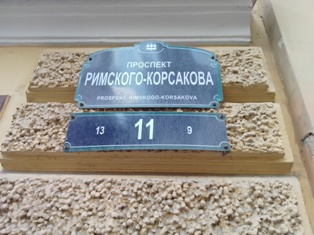 ПРОСПЕКТ
РИМСКОГО-КОРСАКОВА
PROSPEKT RIMSKOGO-KORSAKOVA
13 11 9